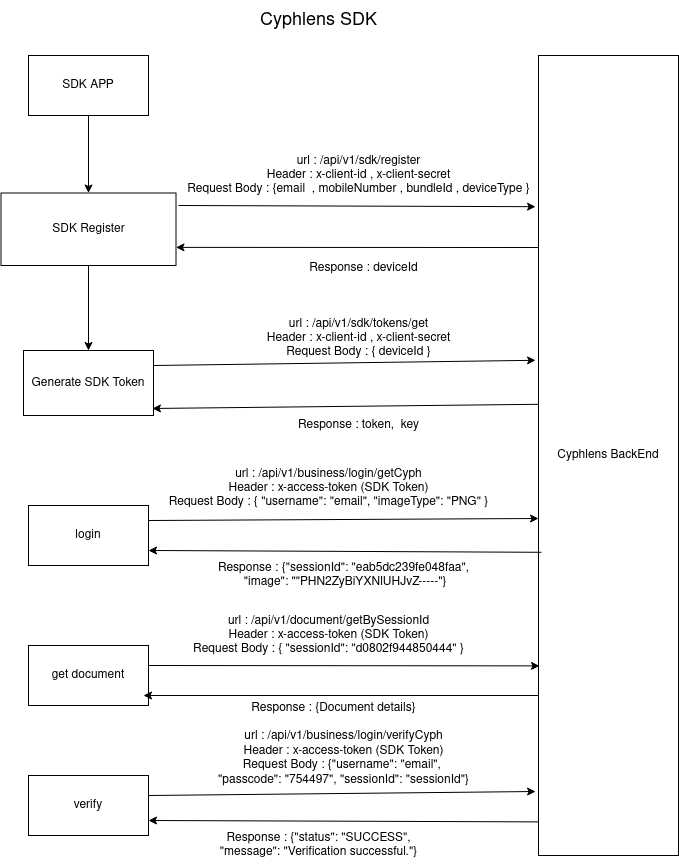 Cyphlens SDK
SDK APP
url : /api/v1/sdk/register
Header : x-client-id , x-client-secret
Request Body : {email , mobileNumber , bundleId , deviceType }
SDK Register
Response : deviceId
url : /api/v1/sdk/tokens/get
Header : x-client-id , x-client-secret
Request Body : { deviceId }
Generate SDK Token
Response : token, key
Cyphlens BackEnd
url : /api/v1/business/login/getCyph
Header : x-access-token (SDK Token)
Request Body : { "username": "email", "imageType": "PNG" }
login
Response : {"sessionId": "eab5dc239fe048faa",
"image": ""PHN2ZyBiYXNlUHJvZ-----"}
url : /api/v1/document/getBySessionId
Header : x-access-token (SDK Token)
Request Body : { "sessionId": "d0802f944850444" }
get document
Response : {Document details}
url : /api/v1/business/login/verifyCyph
Header : x-access-token (SDK Token)
Request Body : {"username": "email",
"passcode": "754497", "sessionId": "sessionId"}
verify
Response : {"status": "SUCCESS",
"message": "Verification successful."}